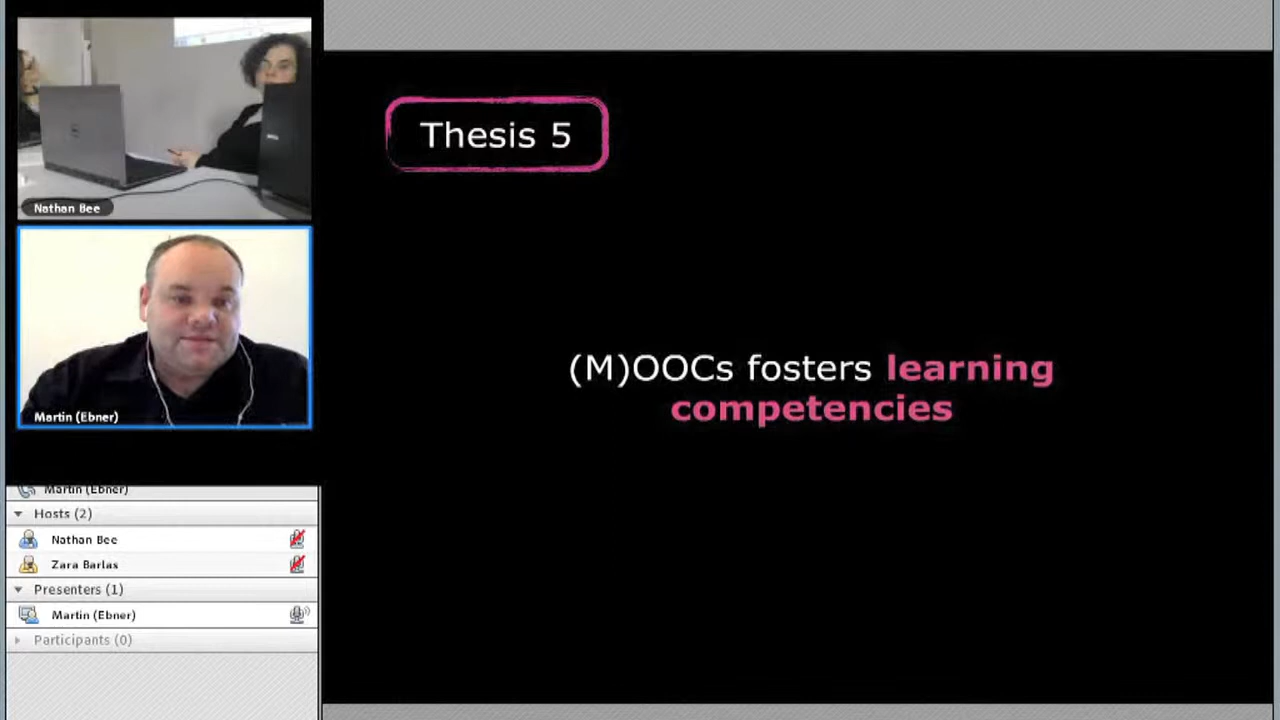 Nathan Bee
Martin (Ebner)
Martin (Ebner)
Hosts (2)
Nathan Bee
Zara Barlas
Presenters (1)
Martin (Ebner)
Participants (0)
Thesis 5
(M)OOCs fosters learning
competencies